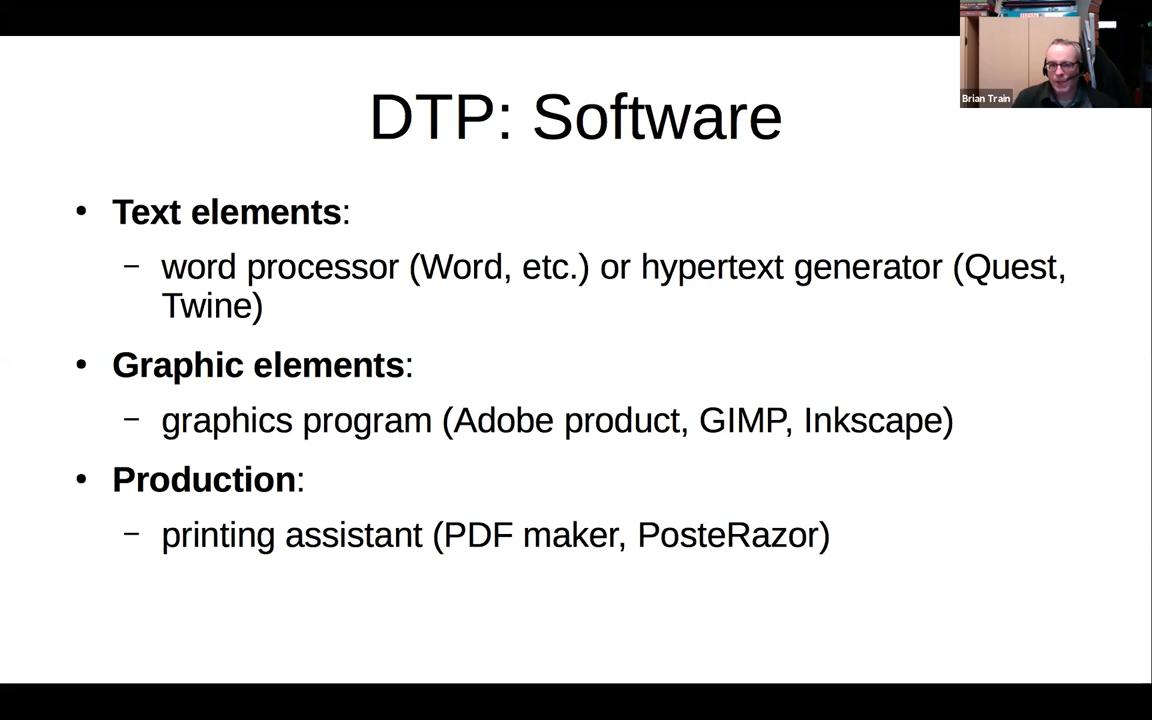 Brian Train
DTP: Software
• Text elements:
– word processor (Word, etc.) or hypertext generator (Quest,
Twine)
• Graphic elements:
– graphics program (Adobe product, GIMP, Inkscape)
• Production:
– printing assistant (PDF maker, PosteRazor)